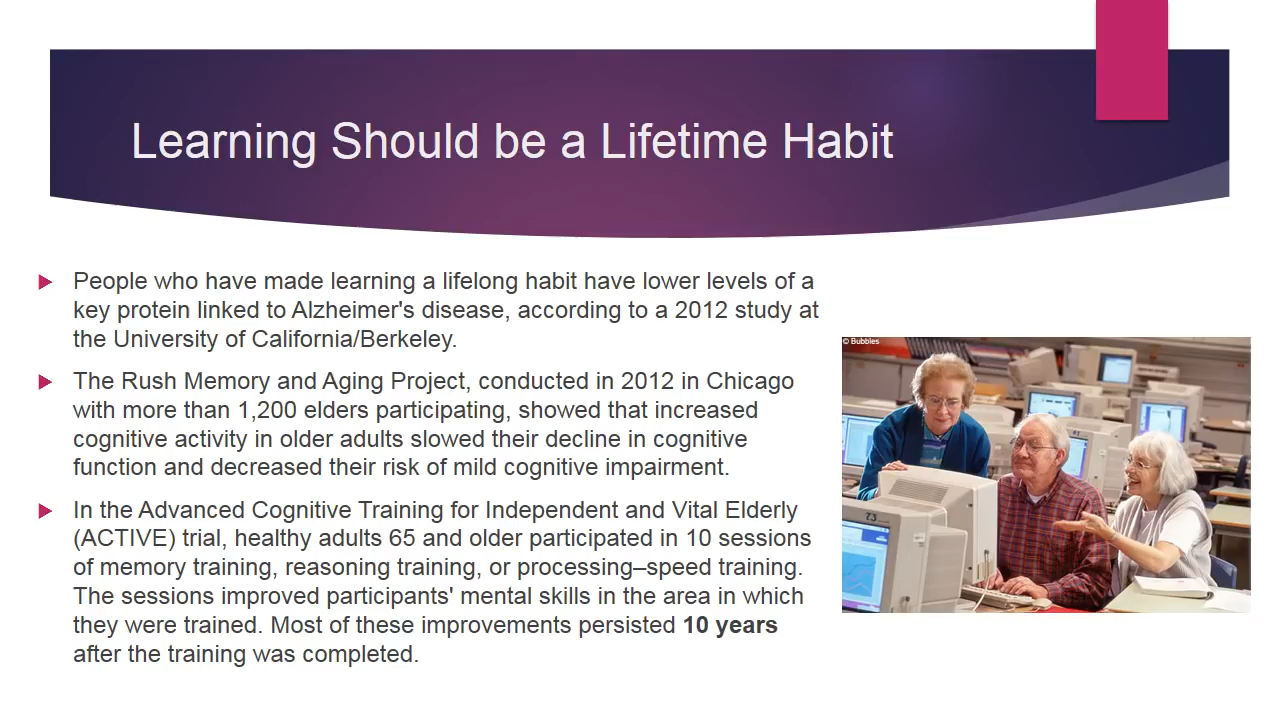 Learning Should be a Lifetime Habit
People who have made learning a lifelong habit have lower levels of a
key protein linked to Alzheimer's disease, according to a 2012 study at
the University of California/Berkeley.
The Rush Memory and Aging Project, conducted in 2012 in Chicago
with more than 1,200 elders participating, showed that increased
cognitive activity in older adults slowed their decline in cognitive
function and decreased their risk of mild cognitive impairment.
In the Advanced Cognitive Training for Independent and Vital Elderly
(ACTIVE) trial, healthy adults 65 and older participated in 10 sessions
of memory training, reasoning training, or processing–speed training.
The sessions improved participants' mental skills in the area in which
they were trained. Most of these improvements persisted 10 years
after the training was completed.
© Bubbles
73